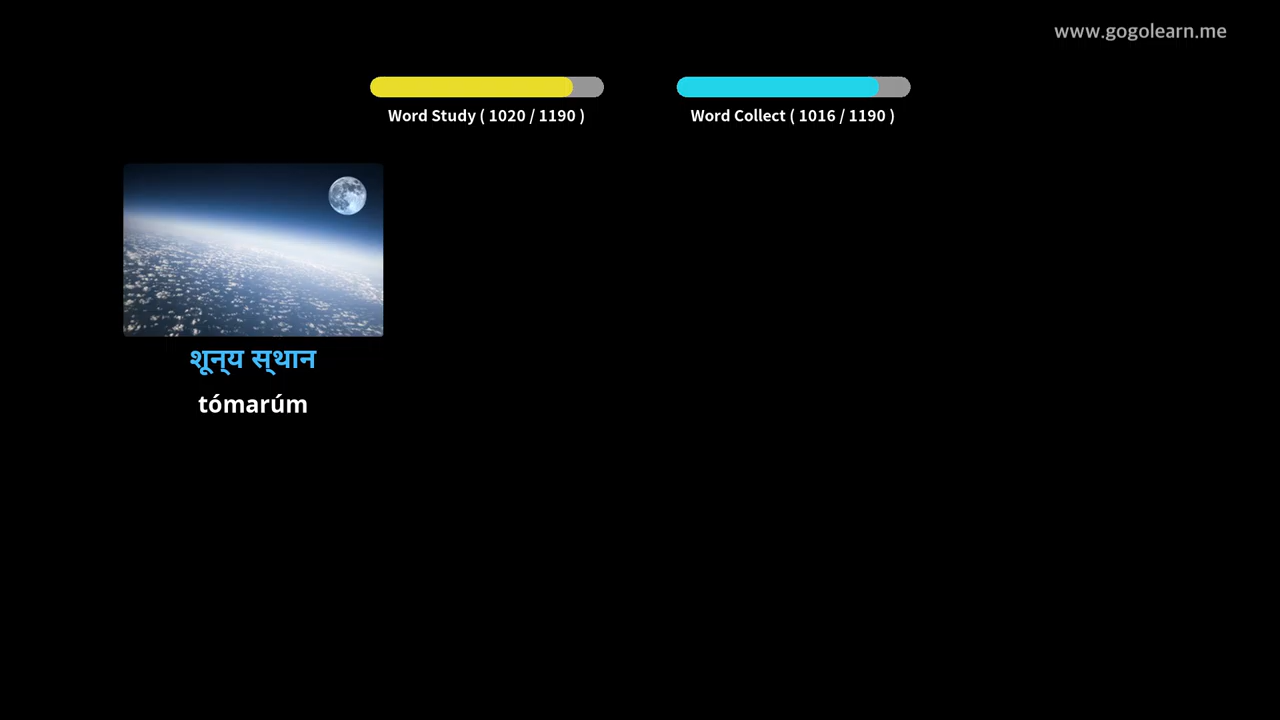 www.gogolearn.me
Word Study ( 1020 / 1190 )
Word Collect ( 1016 / 1190 )
शून्य स्थान
tómarúm